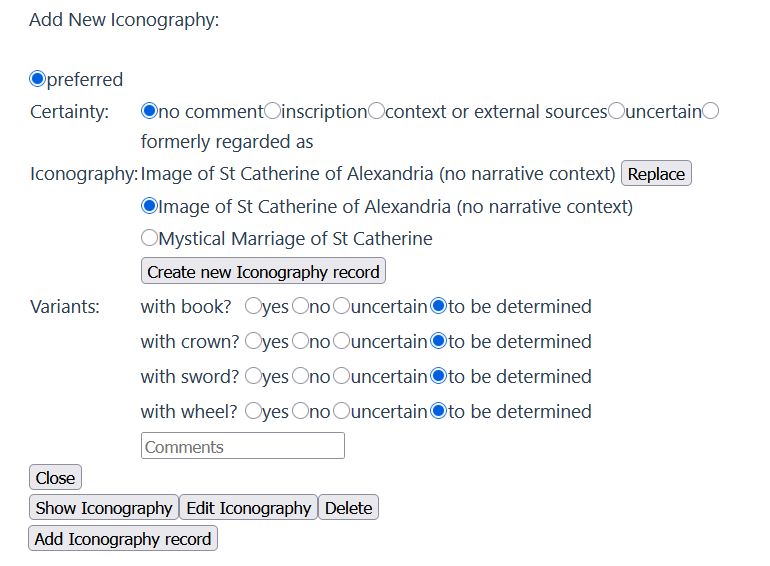 Add New Iconography:
preferred
Certainty: no comment inscription context or external sources uncertain
formerly regarded as
Iconography: Image of St Catherine of Alexandria (no narrative context) Replace
Image of St Catherine of Alexandria (no narrative context)
Mystical Marriage of St Catherine
Create new Iconography record
Variants: with book? yes no uncertain to be determined
with crown? yes no uncertain to be determined
with sword? yes no uncertain to be determined
with wheel? yes no uncertain to be determined
Comments
Close
Show Iconography Edit Iconography Delete
Add Iconography record